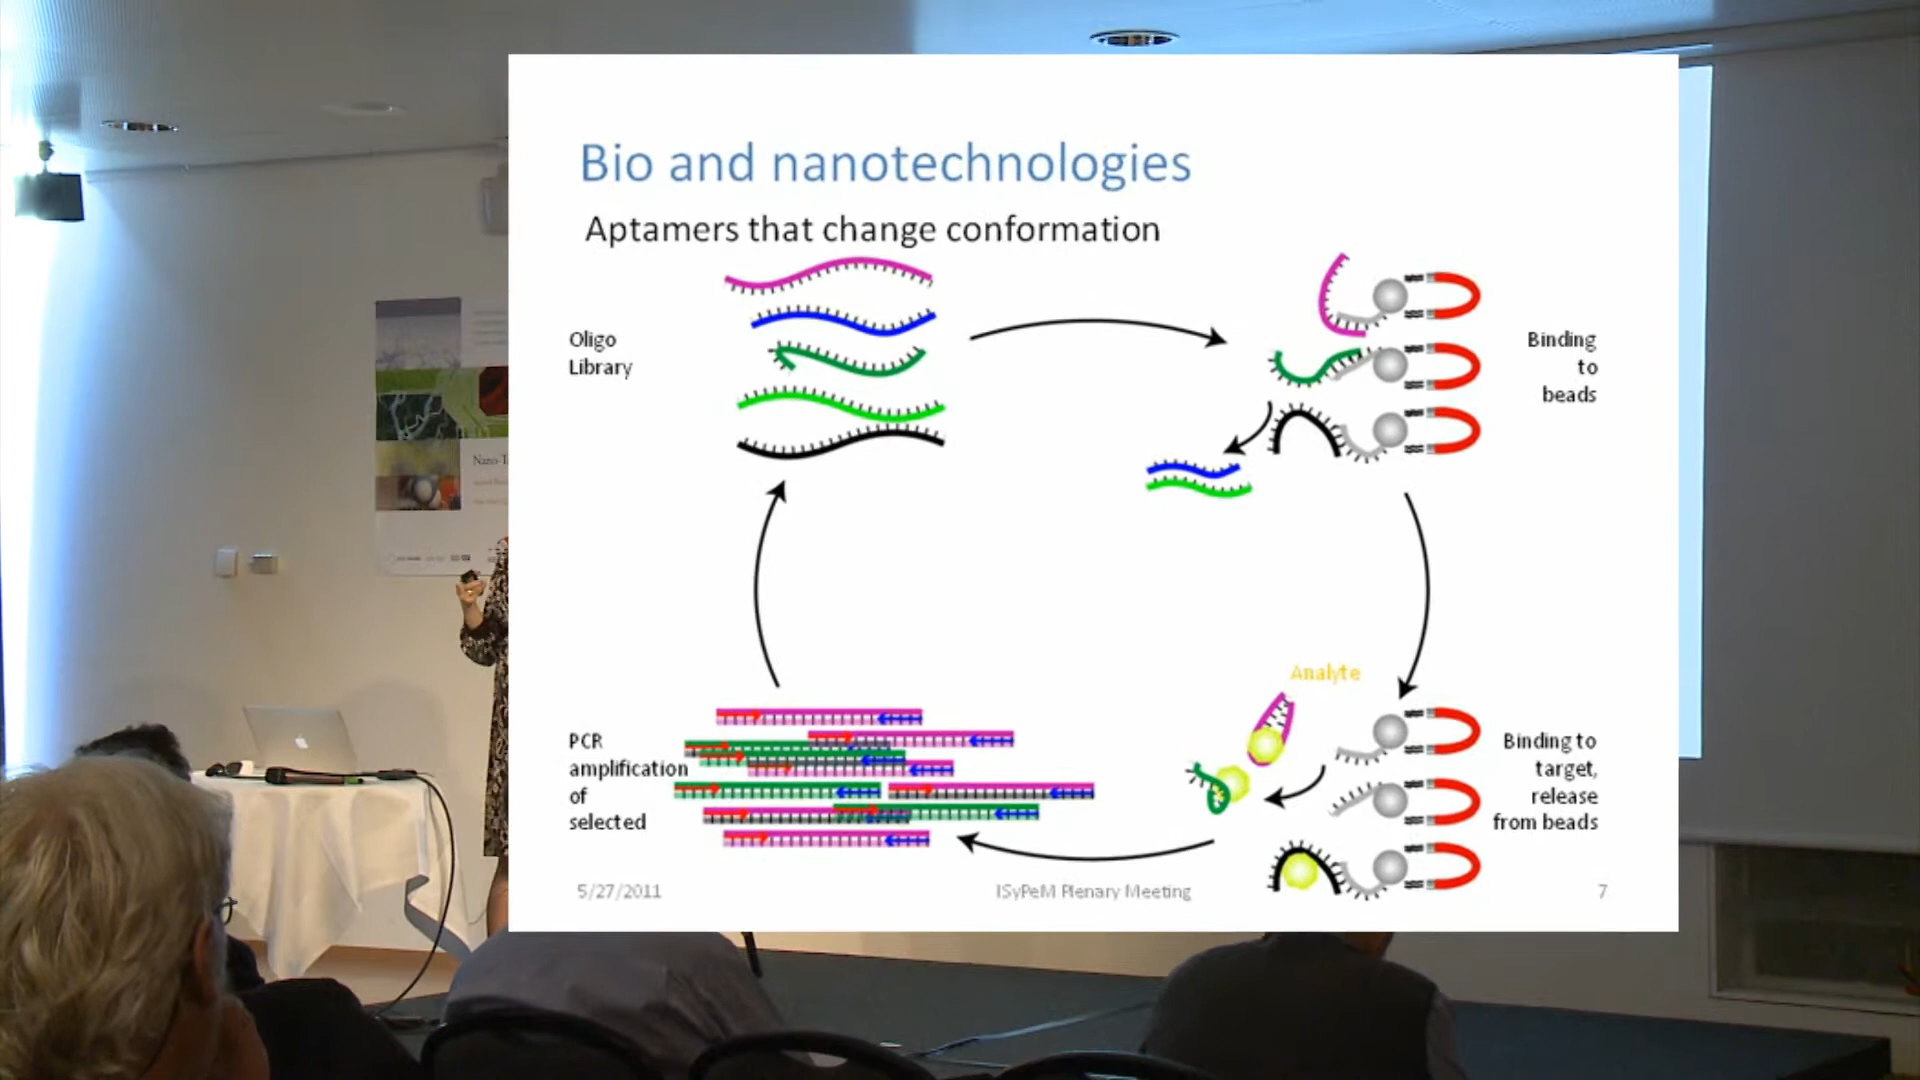 Bio and nanotechnologies
Aptamers that change conformation
Oligo
Library
Binding
to
beads
Analyte
PCR
amplification
of
selected
Binding to
target,
release
from beads
5/27/2011
ISyPeM Plenary Meeting
7